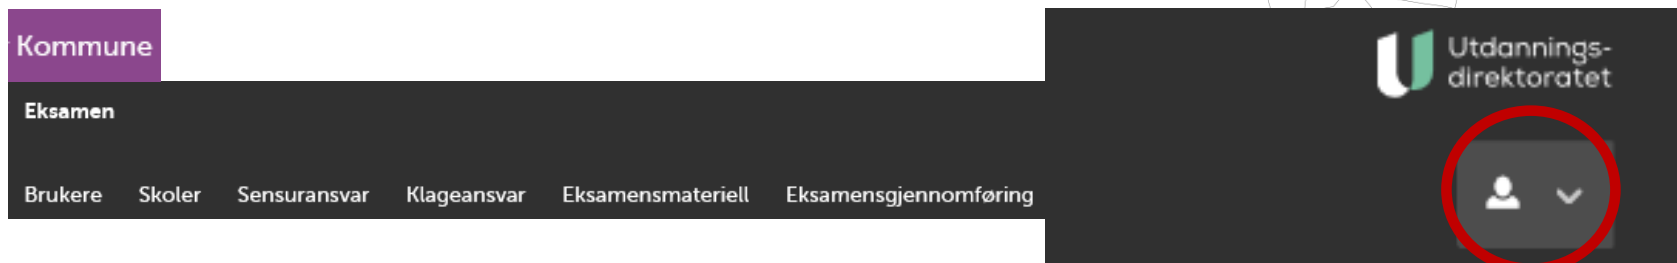 Kommune
Utdannings-
direktoratet
Eksamen
Brukere Skoler Sensuransvar Klageansvar Eksamensmateriell Eksamensgjennomføring